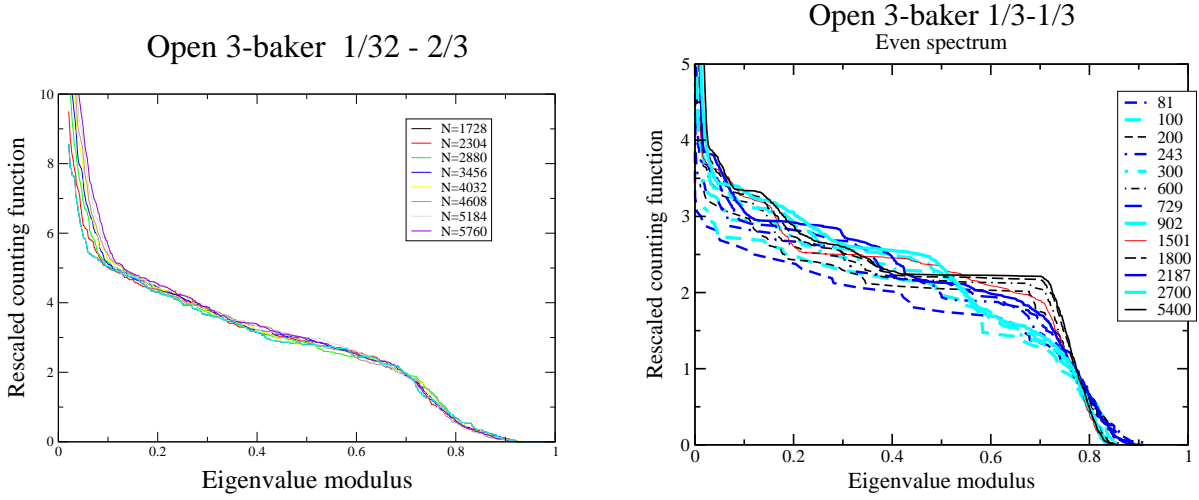 Open 3-baker 1/32 - 2/3
Rescaled counting function
10
8
6
4
2
0
0
0.2
0.4
0.6
0.8
1
Eigenvalue modulus
N=1728
N=2304
N=2880
N=3456
N=4032
N=4608
N=5184
N=5760
Open 3-baker 1/3-1/3
Even spectrum
Rescaled counting function
5
4
3
2
1
0
0
0.2
0.4
0.6
0.8
1
Eigenvalue modulus
81
100
200
243
300
600
729
902
1501
1800
2187
2700
5400